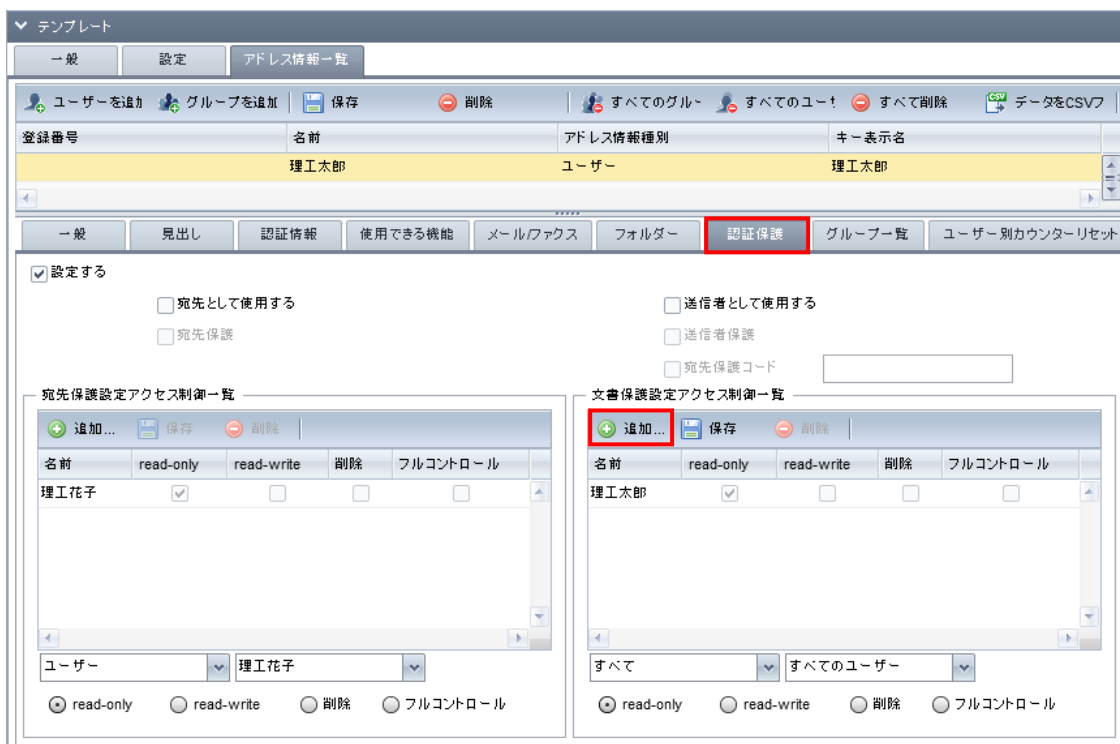 テンプレート
一般 設定 アドレス情報一覧
ユーザーを追加 グループを追加 保存 削除 すべてのグル すべてのユー すべて削除 CSV データをCSVフ
登録番号 名前 アドレス情報種別 キー表示名
理工太郎 ユーザー 理工太郎
一般 見出し 認証情報 使用できる機能 メール/ファクス フォルダー 認証保護 グループ一覧 ユーザー別カウンターリセット
設定する
宛先として使用する 送信者として使用する
宛先保護 送信者保護
宛先保護コード
宛先保護設定アクセス制御一覧 文書保護設定アクセス制御一覧
追加... 保存 削除 追加... 保存 削除
名前 read-only read-write 削除 フルコントロール 名前 read-only read-write 削除 フルコントロール
理工花子 理工太郎
ユーザー 理工花子 すべて すべてのユーザー
read-only read-write 削除 フルコントロール read-only read-write 削除 フルコントロール